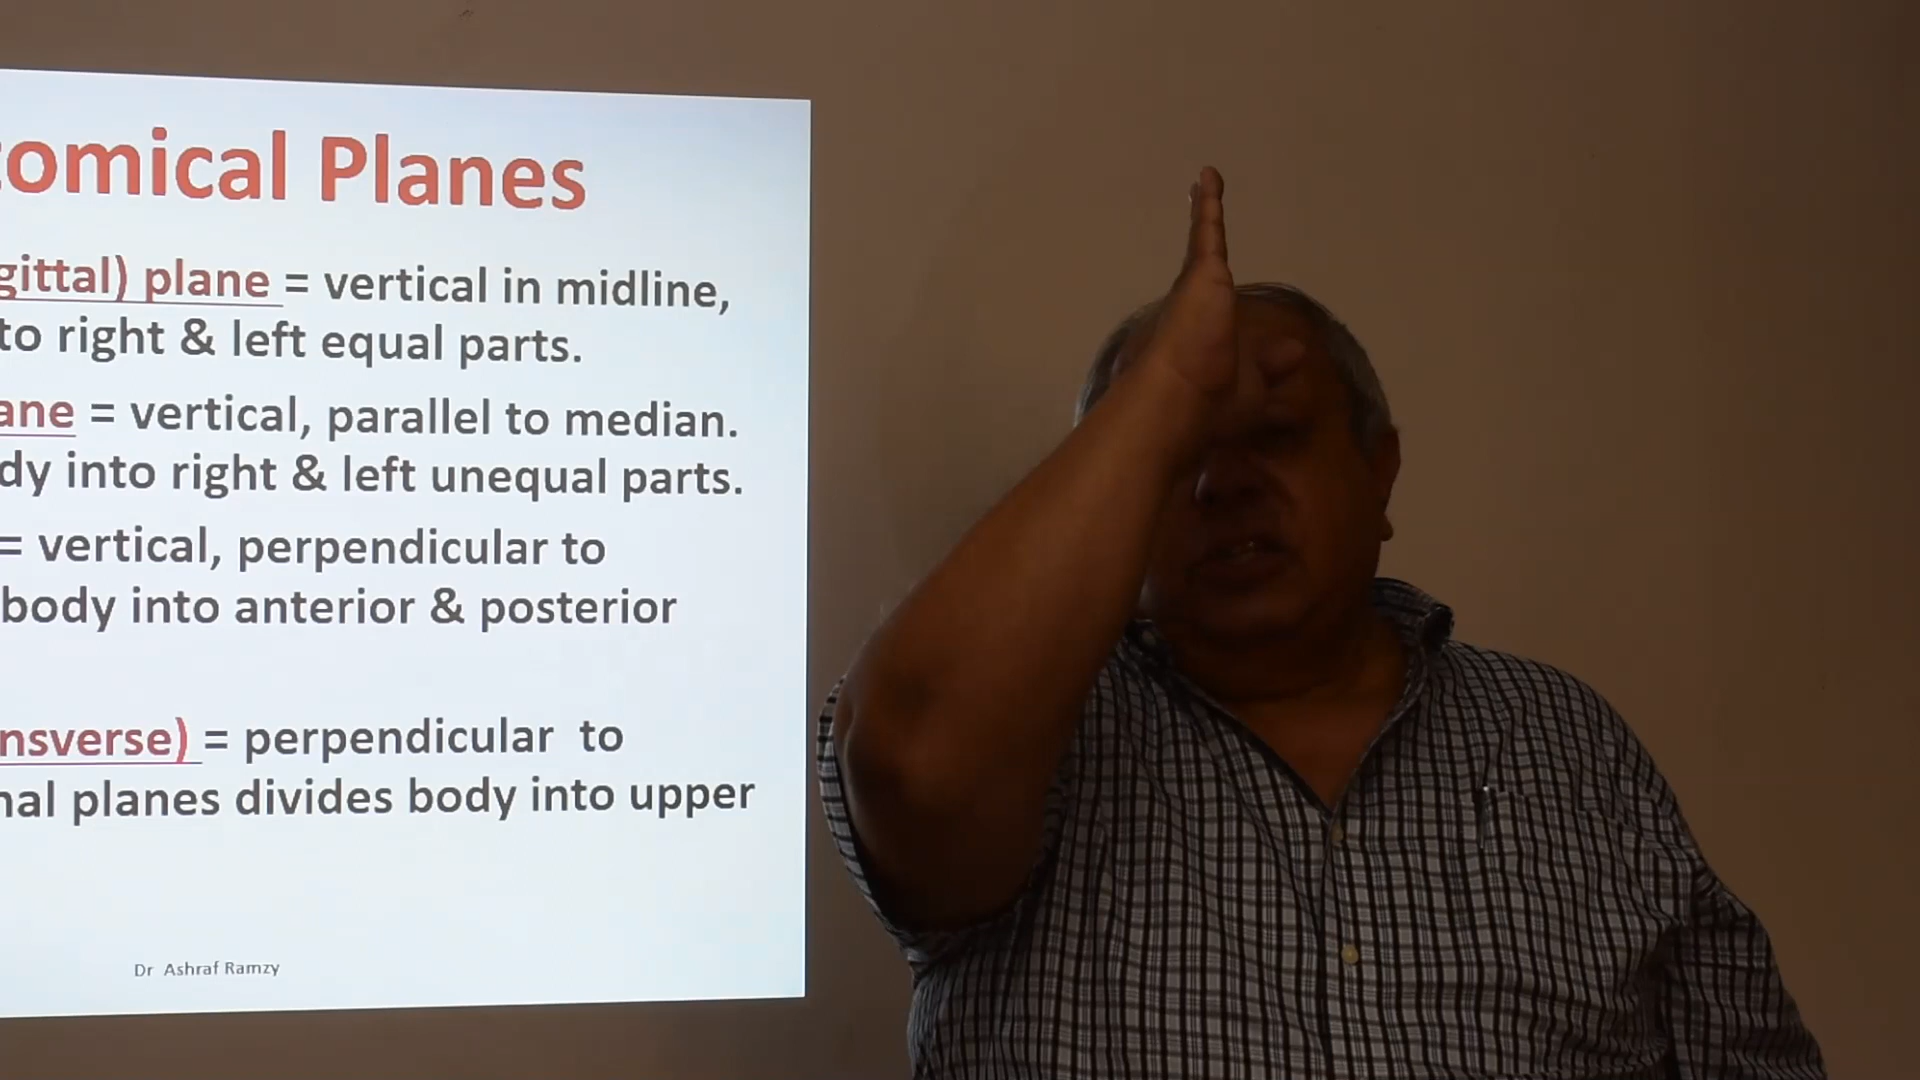 tomical Planes
gittal) plane = vertical in midline,
to right & left equal parts.
ane = vertical, parallel to median.
dy into right & left unequal parts.
= vertical, perpendicular to
body into anterior & posterior
nsverse) = perpendicular to
nal planes divides body into upper
Dr Ashraf Ramzy